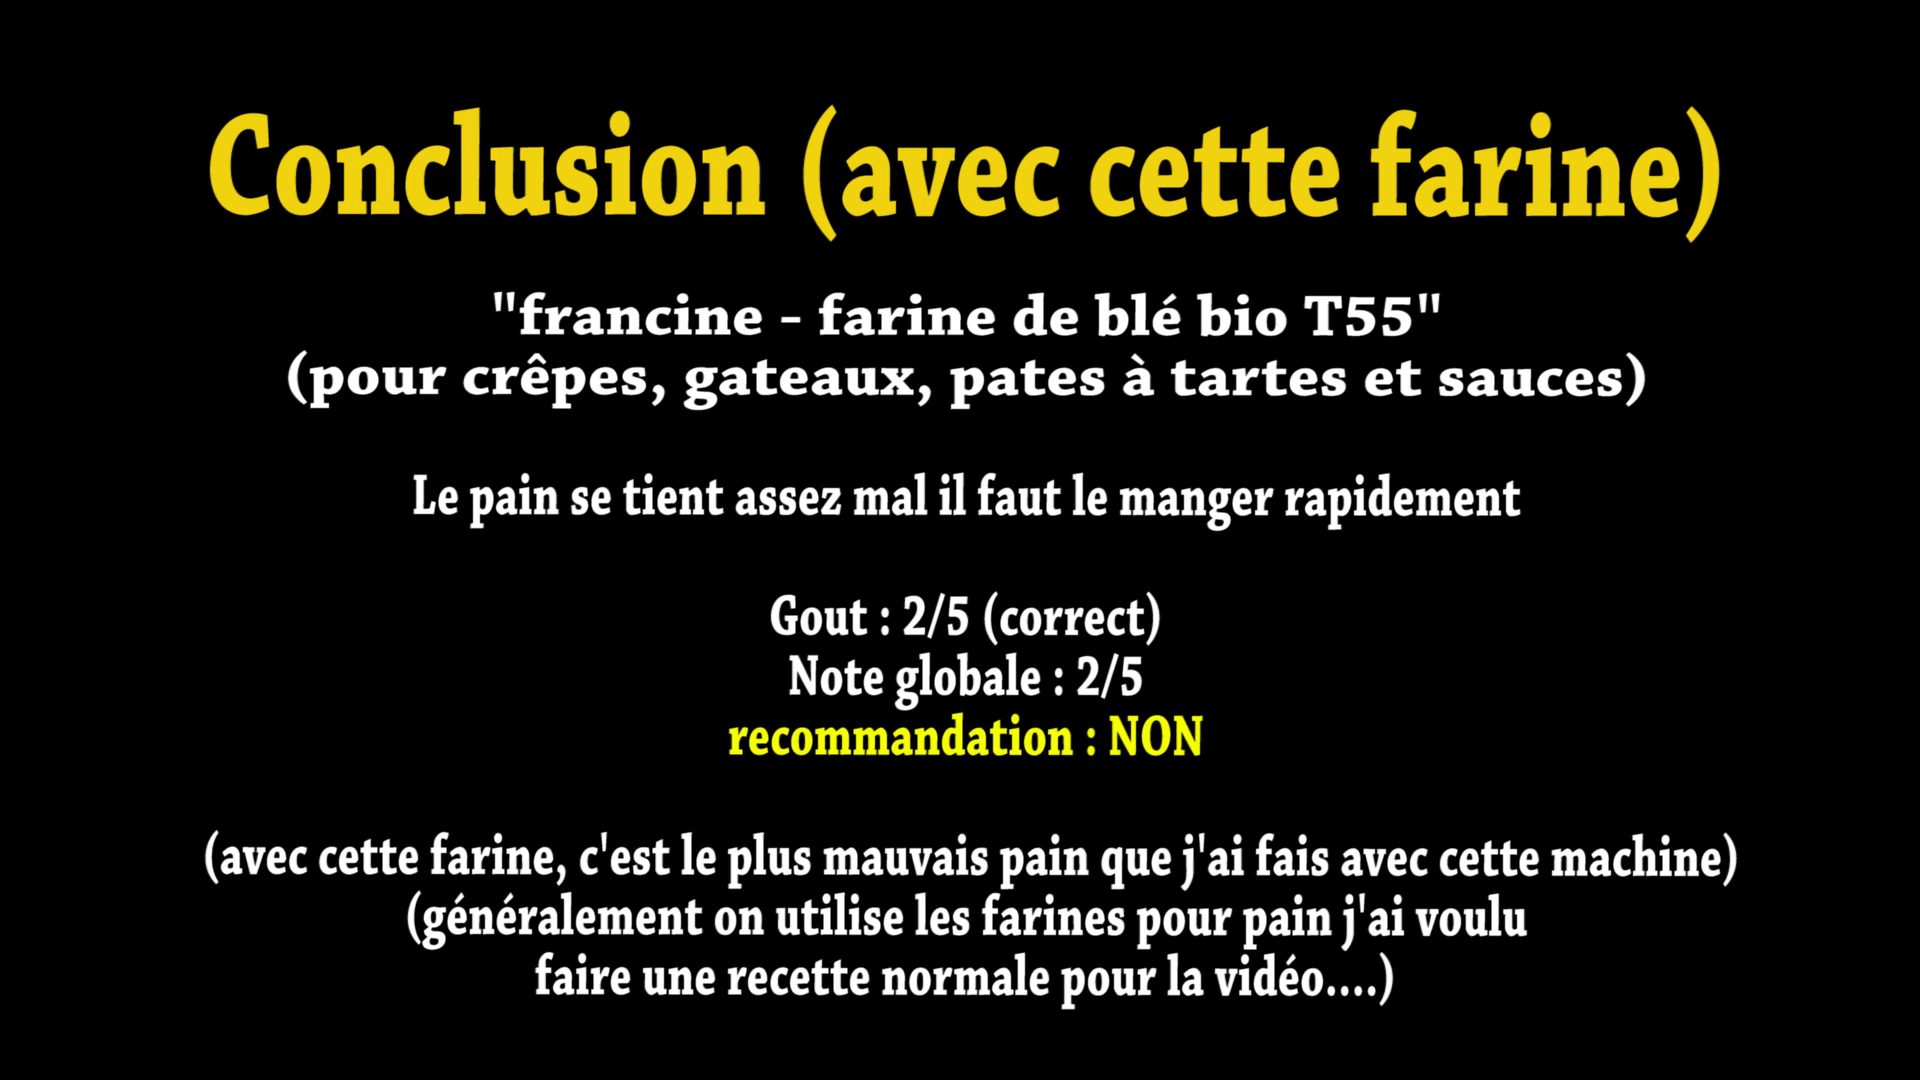 Conclusion (avec cette farine)
"francine - farine de blé bio T55"
(pour crêpes, gateaux, pates à tartes et sauces)
Le pain se tient assez mal il faut le manger rapidement
Gout : 2/5 (correct)
Note globale : 2/5
recommandation : NON
(avec cette farine, c'est le plus mauvais pain que j'ai fais avec cette machine)
(généralement on utilise les farines pour pain j'ai voulu
faire une recette normale pour la vidéo....)